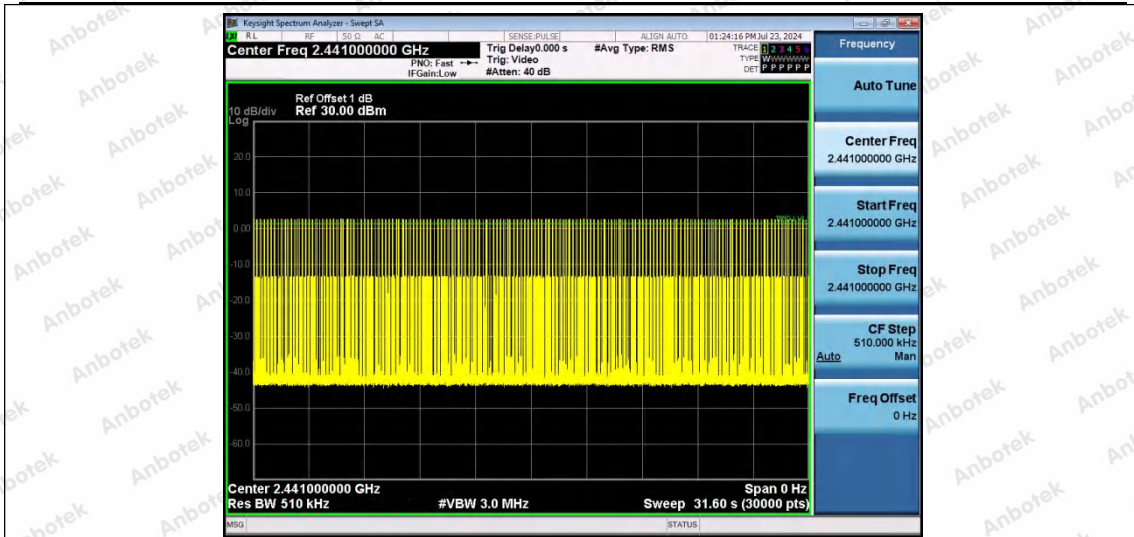 Keysight Spectrum Analyzer - Swept SA
RL RF 50 Ω AC SENSE:PULSE ALIGN AUTO 01:24:16 PM Jul 23, 2024
Center Freq 2.441000000 GHz
PNO: Fast
IFGain:Low
Trig Delay0.000 s
Trig: Video
#Atten: 40 dB
#Avg Type: RMS
TRACE 1 2 3 4 5 6
TYPE WWWWWW
DET P P P P P P
Ref Offset 1 dB
10 dB/div Ref 30.00 dBm
Log
20.0
10.0
0.00
-10.0
-20.0
-30.0
-40.0
-50.0
-60.0
Center 2.441000000 GHz
Span 0 Hz
Res BW 510 kHz
#VBW 3.0 MHz
Sweep 31.60 s (30000 pts)
MSG
STATUS
Frequency
Auto Tune
Center Freq
2.441000000 GHz
Start Freq
2.441000000 GHz
Stop Freq
2.441000000 GHz
CF Step
510.000 kHz
Auto Man
Freq Offset
0 Hz
Anbotek